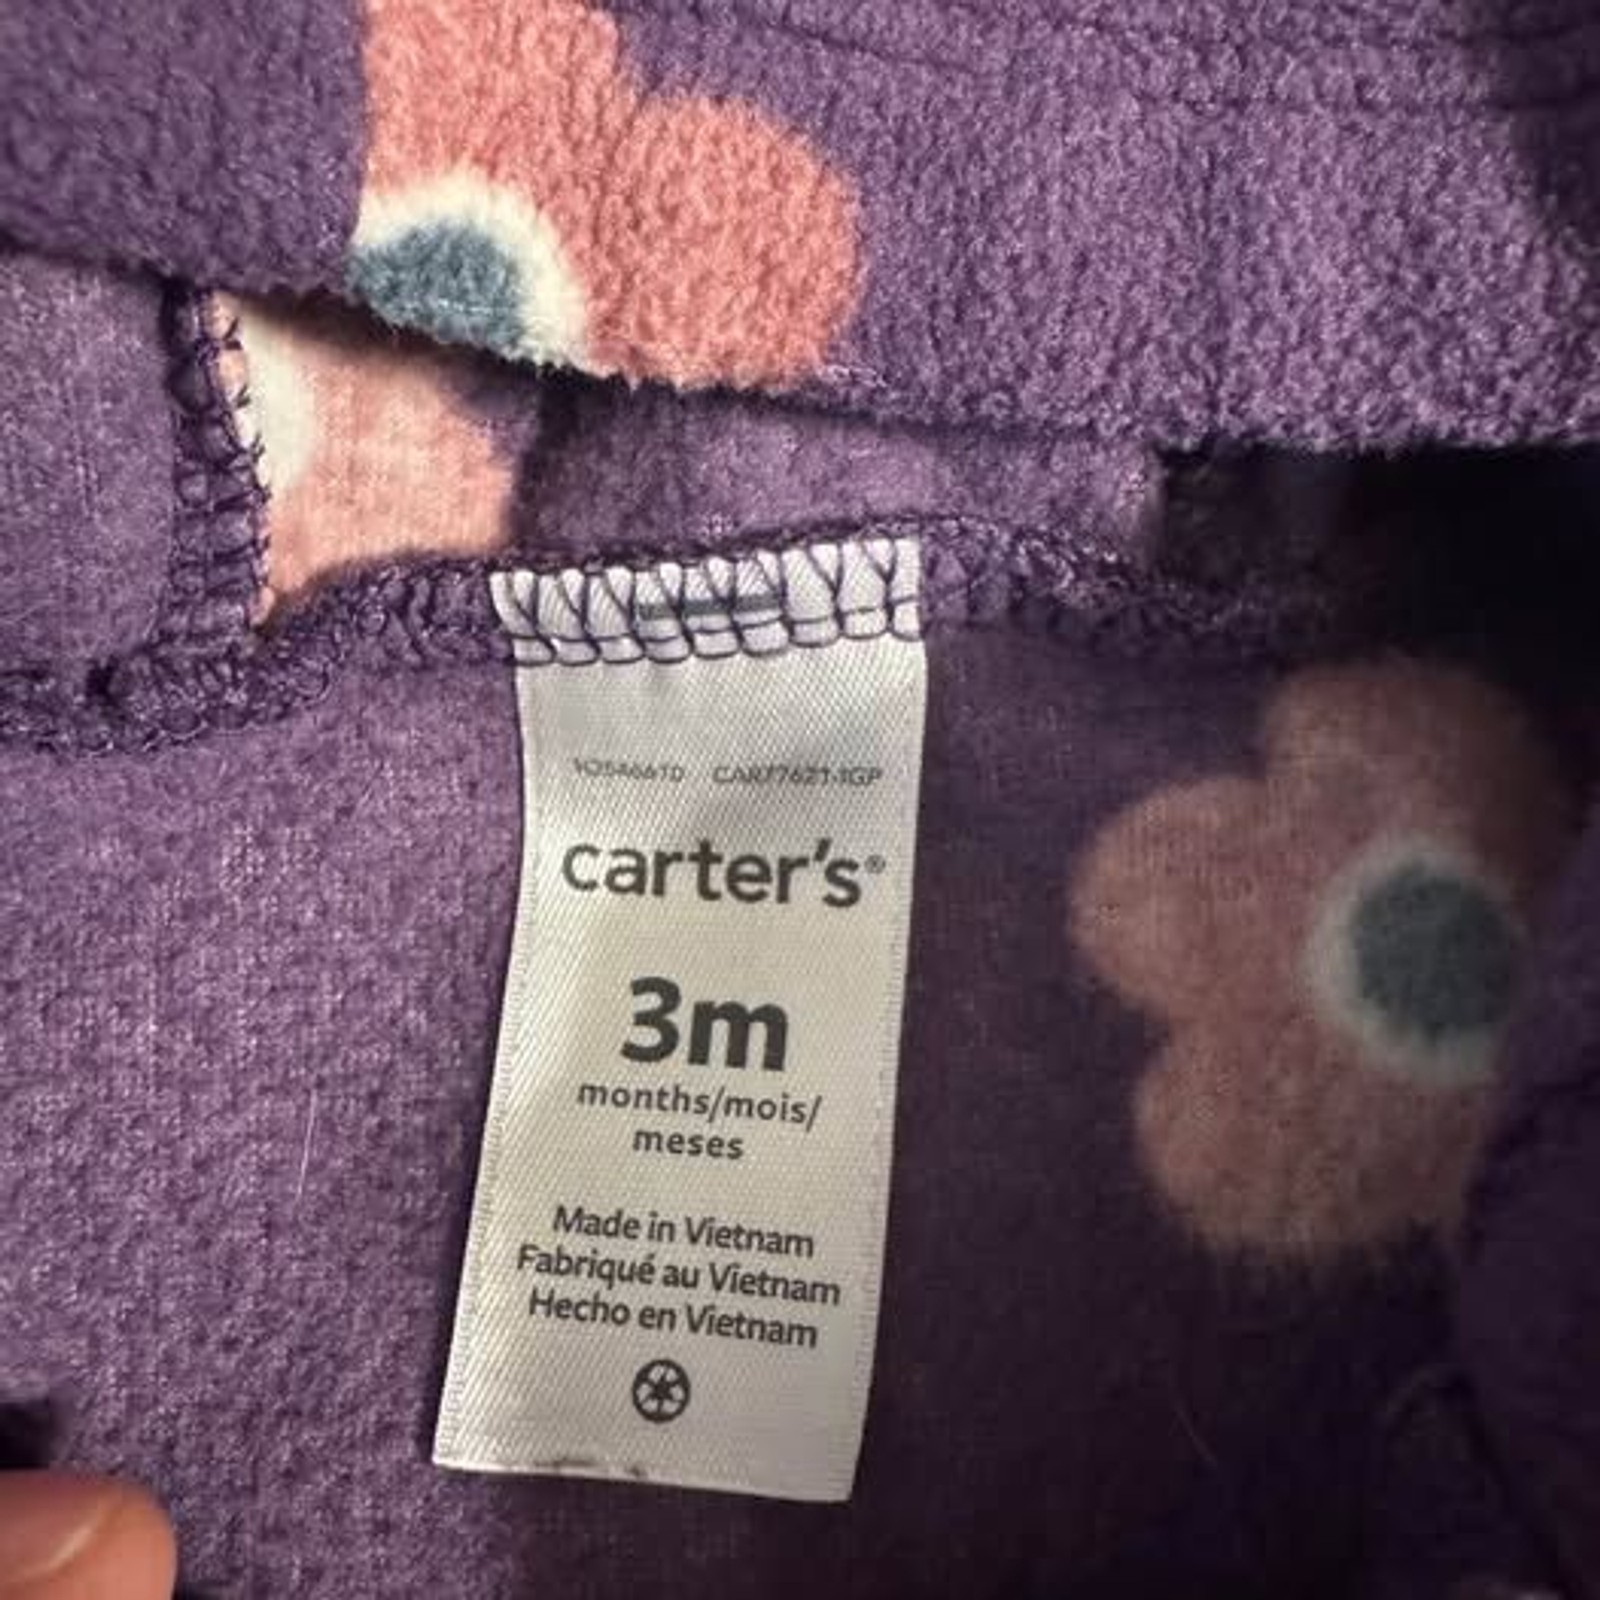 carter's®
3m
months/mois/
meses
Made in Vietnam
Fabriqué au Vietnam
Hecho en Vietnam